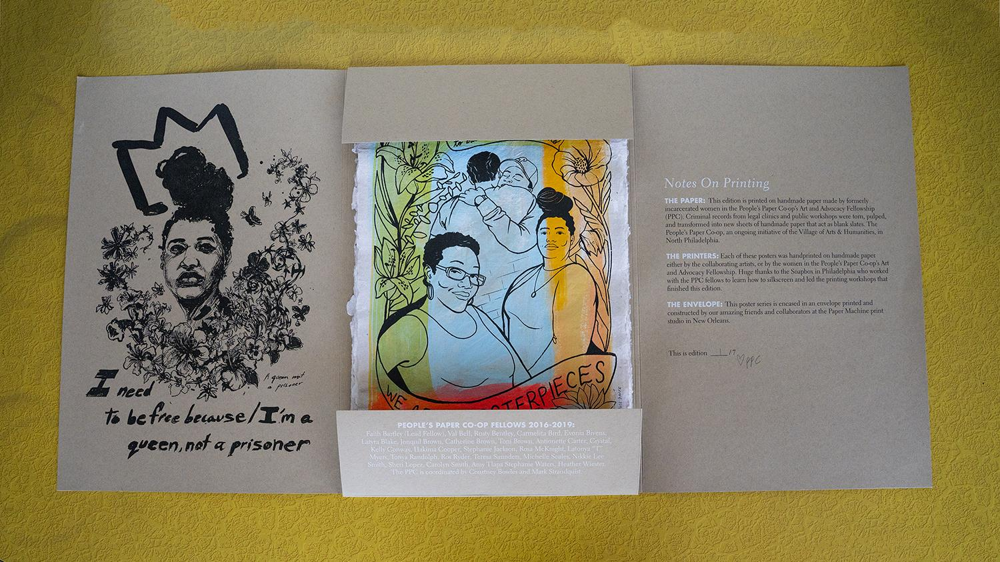 I need
to be free because/I'm a
queen, not a prisoner
A queen not
a prisoner
to
WE
TERPIECES
PEOPLE'S PAPER CO-OP FELLOWS 2016-2019:
Faith Bartley (Lead Fellow), Val Bell, Rusty Bentley, Carmelita Bird, Evonia Bivens,
Latyra Blake, Jonquil Brown, Catherine Brown, Toni Brown, Antionette Carter, Crystal,
Kelly Conway, Hakima Cooper, Stephanie Jackson, Rosa McKnight, Latonya "T"
Myers, Tonya Randolph, Ros Ryder, Teresa Saunders, Michelle Scales, Nikkie Lee
Smith, Sheri Lopez, Carolyn Smith, Amy Tlapa Stephanie Waters, Heather Wiester.
The PPC is coordinated by Courtney Bowles and Mark Strandquist.
Notes On Printing
THE PAPER: This edition is printed on handmade paper made by formerly
incarcerated women in the People's Paper Co-op's Art and Advocacy Fellowship
(PPC). Criminal records from legal clinics and public workshops were torn, pulped,
and transformed into new sheets of handmade paper that act as blank slates. The
People's Paper Co-op, an ongoing initiative of the Village of Arts & Humanities, in
North Philadelphia.
THE PRINTERS: Each of these posters was handprinted on handmade paper
either by the collaborating artists, or by the women in the People's Paper Co-op's Art
and Advocacy Fellowship. Huge thanks to the Soapbox in Philadelphia who worked
with the PPC fellows to learn how to silkscreen and led the printing workshops that
finished this edition.
THE ENVELOPE: This poster series is encased in an envelope printed and
constructed by our amazing friends and collaborators at the Paper Machine print
studio in New Orleans.
This is edition 1/17
♡ PPC